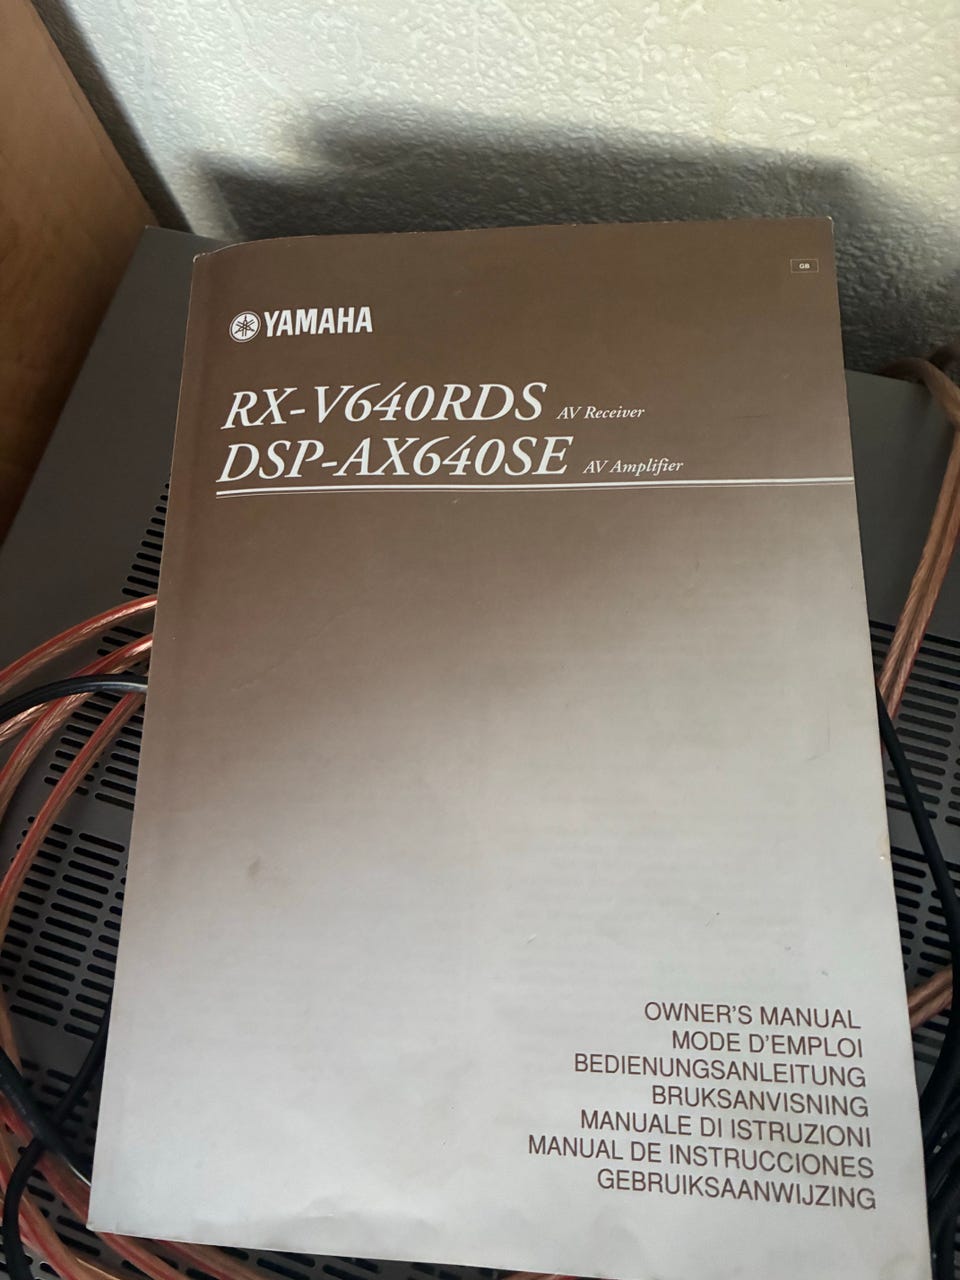 GB
YAMAHA
RX-V640RDS AV Receiver
DSP-AX640SE AV Amplifier
OWNER'S MANUAL
MODE D'EMPLOI
BEDIENUNGSANLEITUNG
BRUKSANVISNING
MANUALE DI ISTRUZIONI
MANUAL DE INSTRUCCIONES
GEBRUIKSAANWIJZING